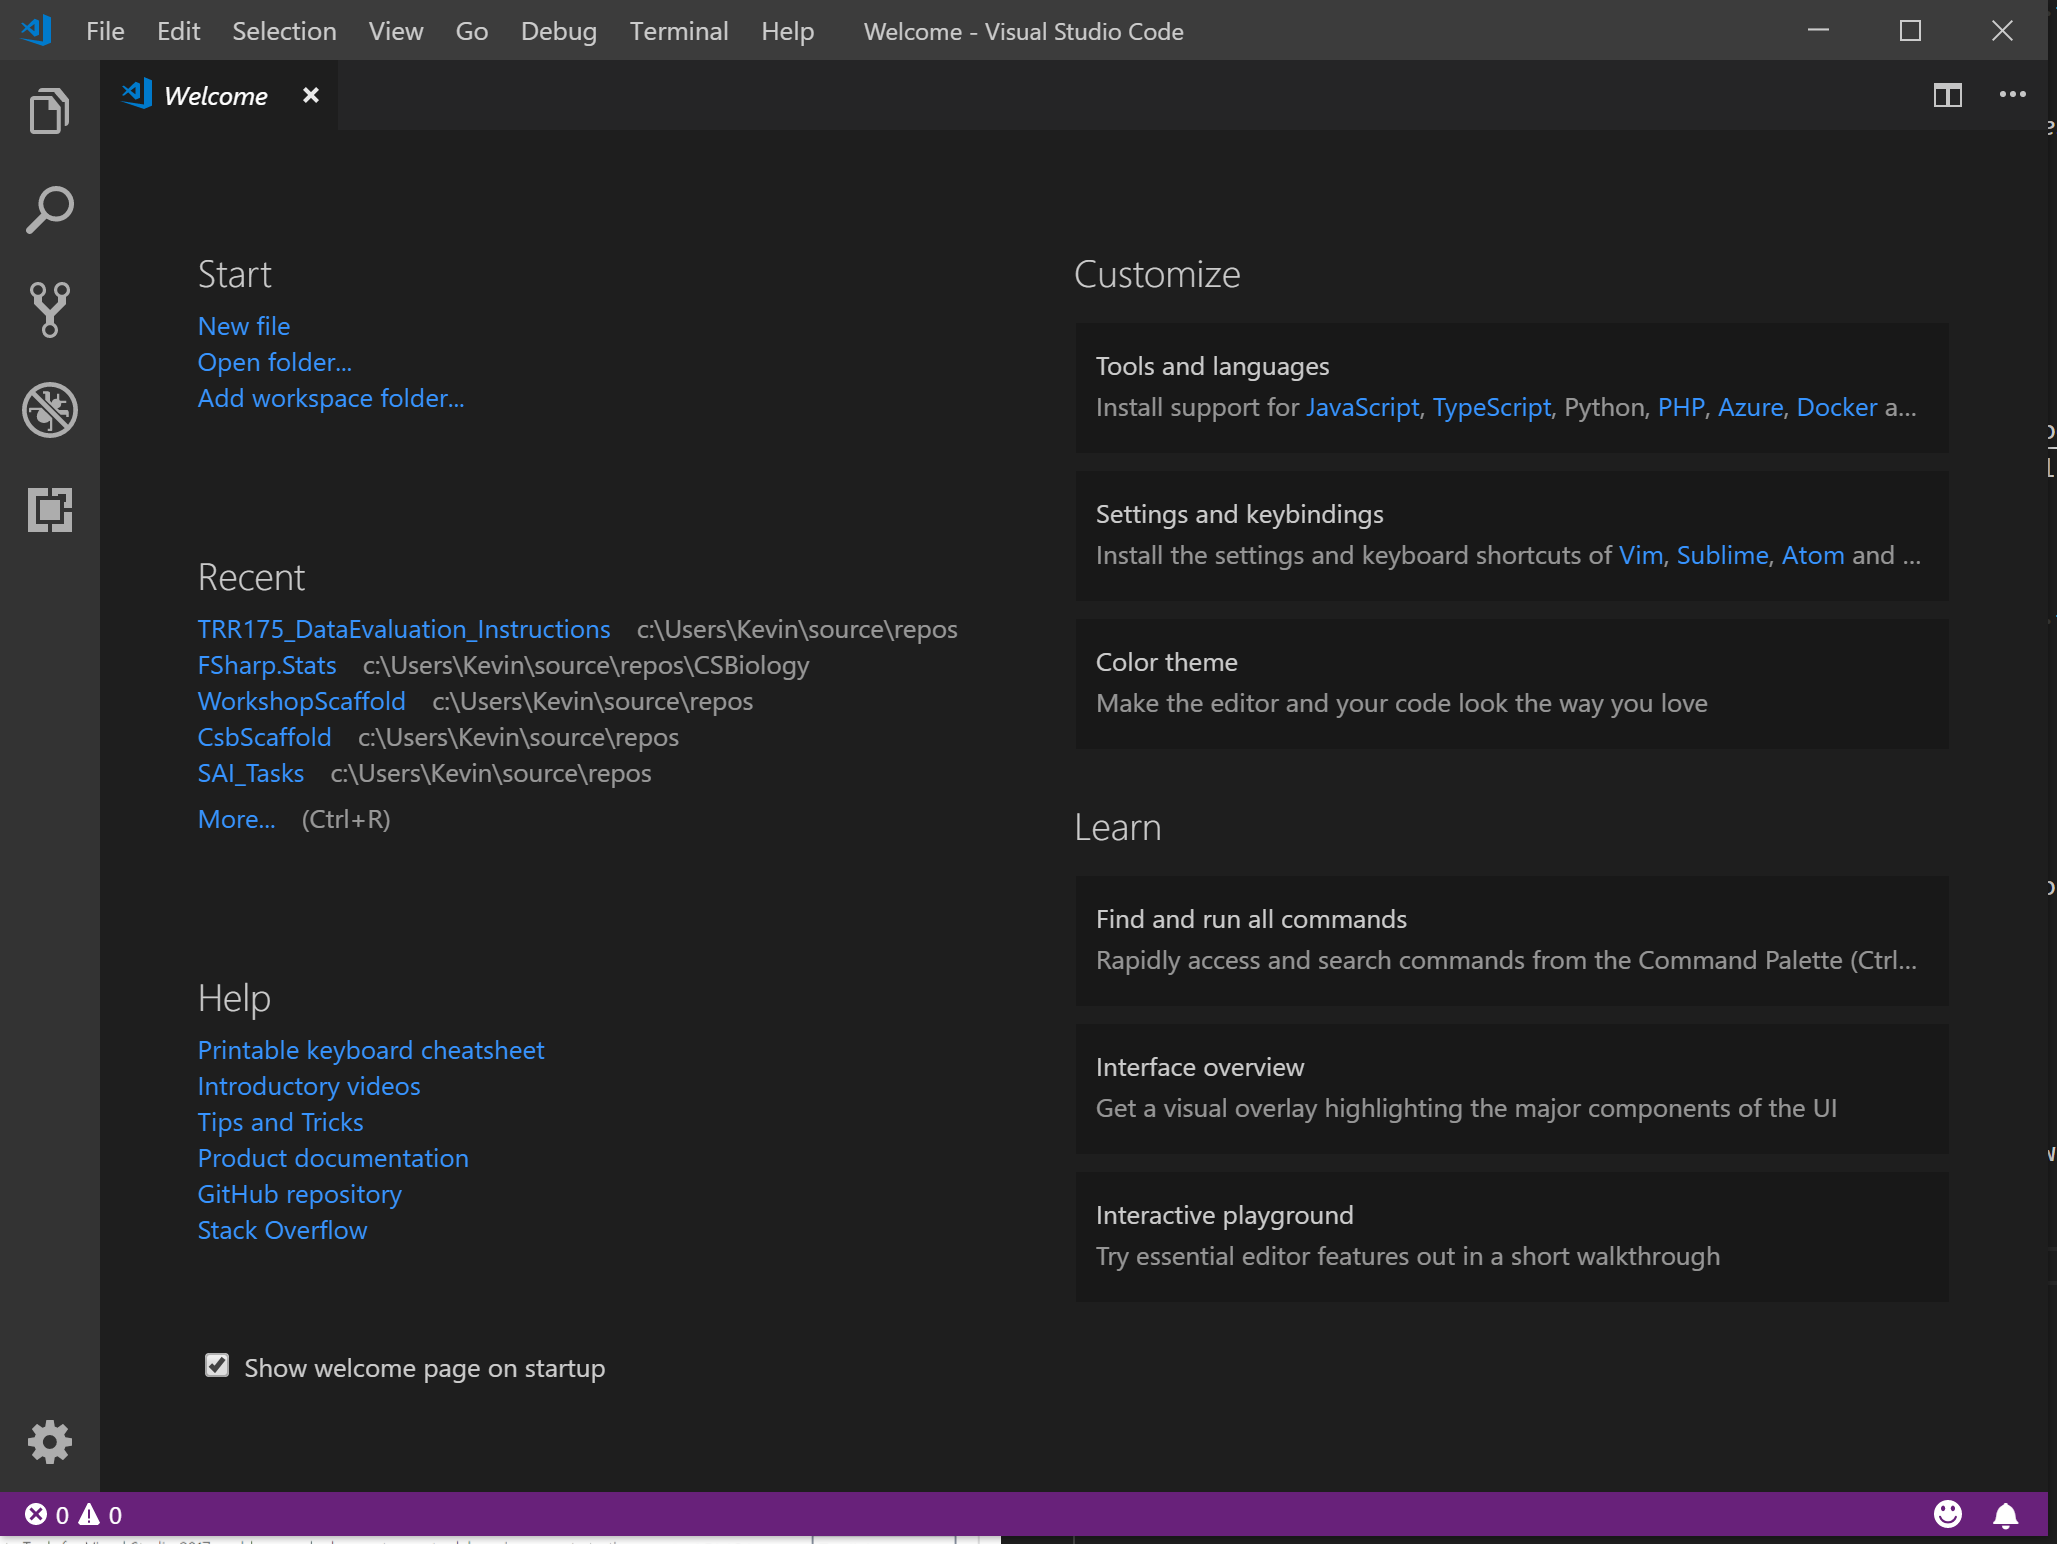 File Edit Selection View Go Debug Terminal Help Welcome - Visual Studio Code
Welcome
Start
New file
Open folder...
Add workspace folder...
Recent
TRR175_DataEvaluation_Instructions c:\Users\Kevin\source\repos
FSharp.Stats c:\Users\Kevin\source\repos\CSBiology
WorkshopScaffold c:\Users\Kevin\source\repos
CsbScaffold c:\Users\Kevin\source\repos
SAI_Tasks c:\Users\Kevin\source\repos
More... (Ctrl+R)
Help
Printable keyboard cheatsheet
Introductory videos
Tips and Tricks
Product documentation
GitHub repository
Stack Overflow
Show welcome page on startup
Customize
Tools and languages
Install support for JavaScript, TypeScript, Python, PHP, Azure, Docker a...
Settings and keybindings
Install the settings and keyboard shortcuts of Vim, Sublime, Atom and ...
Color theme
Make the editor and your code look the way you love
Learn
Find and run all commands
Rapidly access and search commands from the Command Palette (Ctrl...
Interface overview
Get a visual overlay highlighting the major components of the UI
Interactive playground
Try essential editor features out in a short walkthrough
0 0